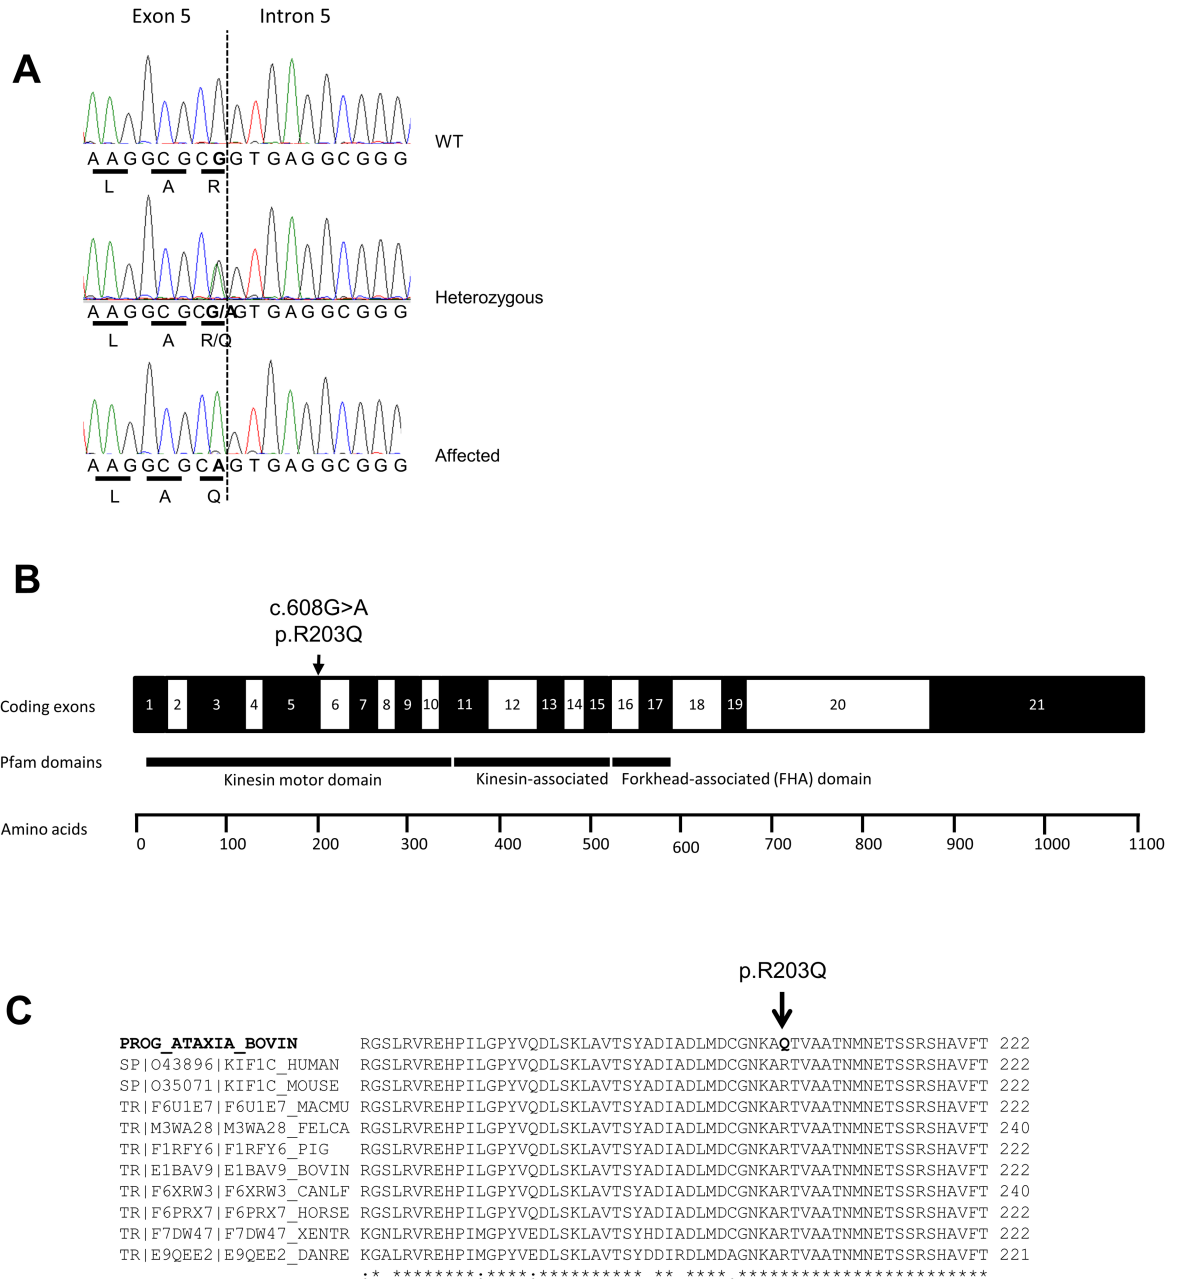 Exon 5 Intron 5
A
WT
A A G G C G C G G T G A G G C G G G
L A R
Heterozygous
A A G G C G C G/A G T G A G G C G G G
L A R/Q
Affected
A A G G C G C A G T G A G G C G G G
L A Q
B
c.608G>A
p.R203Q
Coding exons 1 2 3 4 5 6 7 8 9 10 11 12 13 14 15 16 17 18 19 20 21
Pfam domains
Kinesin motor domain Kinesin-associated Forkhead-associated (FHA) domain
Amino acids
0 100 200 300 400 500 600 700 800 900 1000 1100
p.R203Q
C
PROG_ATAXIA_BOVIN RGSLRVREHPILGPYVQDLSKLAVTSYADIADLMDCGNKAQTVAATNMNETSSRSHAVFT 222
SP|O43896|KIF1C_HUMAN RGSLRVREHPILGPYVQDLSKLAVTSYADIADLMDCGNKARTVAATNMNETSSRSHAVFT 222
SP|O35071|KIF1C_MOUSE RGSLRVREHPILGPYVQDLSKLAVTSYADIADLMDCGNKARTVAATNMNETSSRSHAVFT 222
TR|F6U1E7|F6U1E7_MACMU RGSLRVREHPILGPYVQDLSKLAVTSYADIADLMDCGNKARTVAATNMNETSSRSHAVFT 222
TR|M3WA28|M3WA28_FELCA RGSLRVREHPILGPYVQDLSKLAVTSYADIADLMDCGNKARTVAATNMNETSSRSHAVFT 240
TR|F1RFY6|F1RFY6_PIG RGSLRVREHPILGPYVQDLSKLAVTSYADIADLMDCGNKARTVAATNMNETSSRSHAVFT 222
TR|E1BAV9|E1BAV9_BOVIN RGSLRVREHPILGPYVQDLSKLAVTSYADIADLMDCGNKARTVAATNMNETSSRSHAVFT 222
TR|F6XRW3|F6XRW3_CANLF RGSLRVREHPILGPYVQDLSKLAVTSYADIADLMDCGNKARTVAATNMNETSSRSHAVFT 240
TR|F6PRX7|F6PRX7_HORSE RGSLRVREHPILGPYVQDLSKLAVTSYADIADLMDCGNKARTVAATNMNETSSRSHAVFT 222
TR|F7DW47|F7DW47_XENTR KGNLRVREHPIMGPYVEDLSKLAVTSYHDIADLMDCGNKARTVAATNMNETSSRSHAVFT 222
TR|E9QEE2|E9QEE2_DANRE KGALRVREHPIMGPYVEDLSKLAVTSYADIRDLMDAGNKARTVAATNMNETSSRSHAVFT 221
:* ********:****:********** ** ****.************************